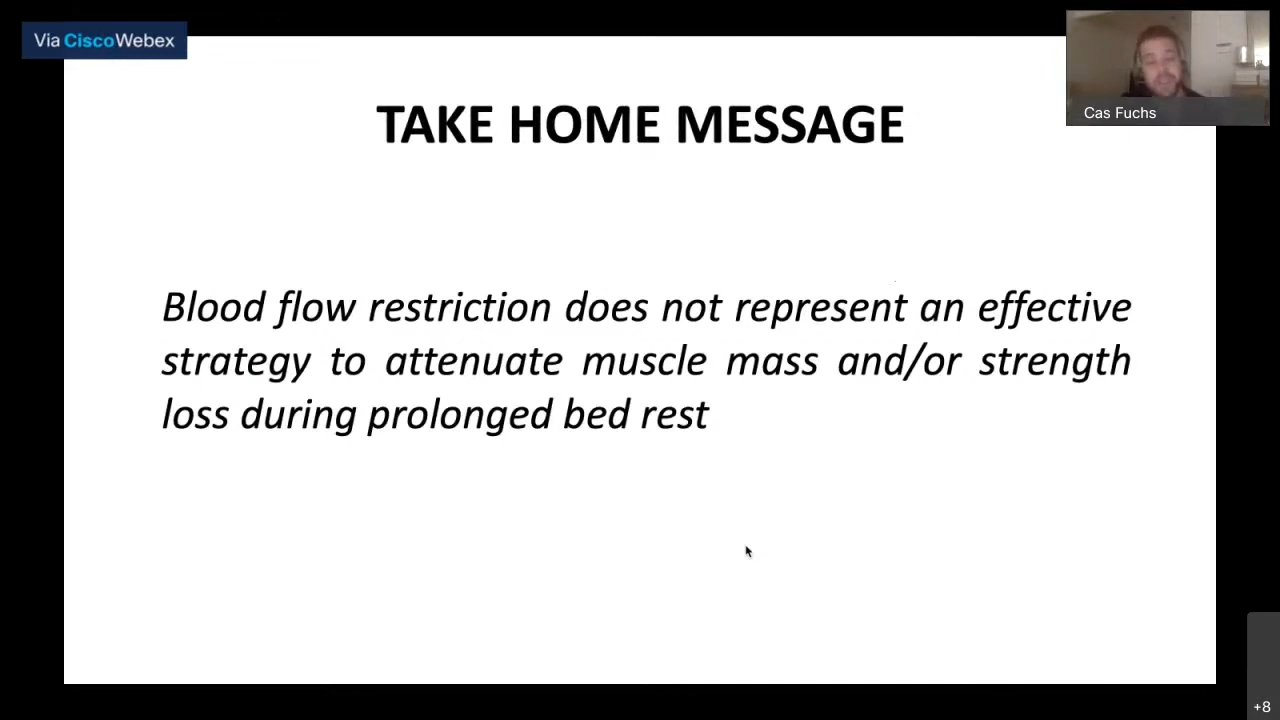 Via CiscoWebex
Cas Fuchs
TAKE HOME MESSAGE
Blood flow restriction does not represent an effective
strategy to attenuate muscle mass and/or strength
loss during prolonged bed rest
+8